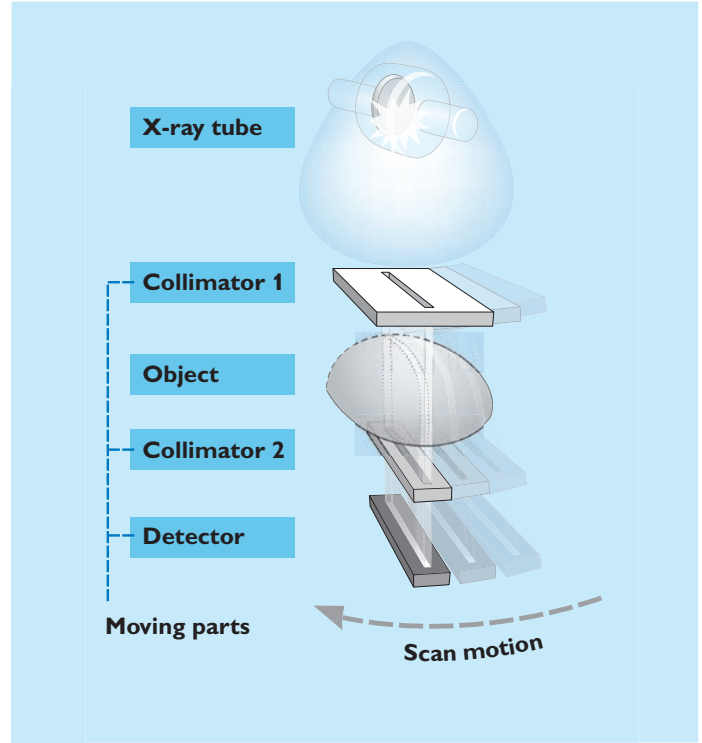 X-ray tube
Collimator 1
Object
Collimator 2
Detector
Moving parts
Scan motion